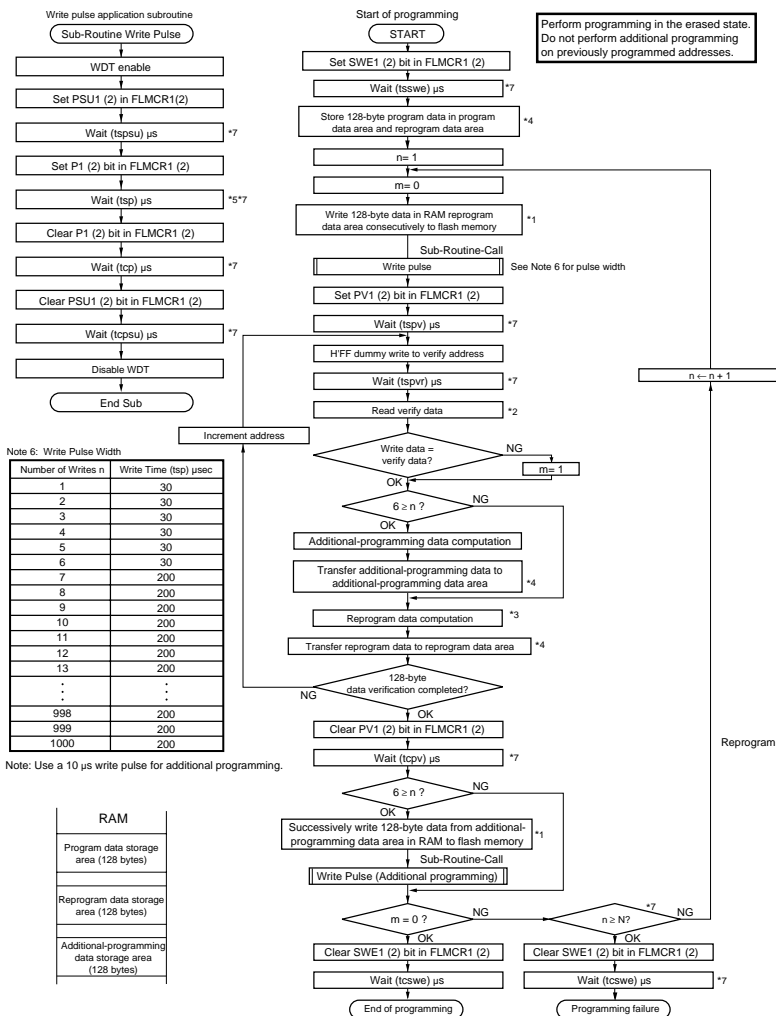 Write pulse application subroutine
Sub-Routine Write Pulse
WDT enable
Set PSU1 (2) in FLMCR1(2)
Wait (tspsu) µs
*7
Set P1 (2) bit in FLMCR1 (2)
Wait (tsp) µs
*5*7
Clear P1 (2) bit in FLMCR1 (2)
Wait (tcp) µs
*7
Clear PSU1 (2) bit in FLMCR1 (2)
Wait (tcpsu) µs
*7
Disable WDT
End Sub
Note 6: Write Pulse Width
Number of Writes n Write Time (tsp) µsec
1 30
2 30
3 30
4 30
5 30
6 30
7 200
8 200
9 200
10 200
11 200
12 200
13 200
998 200
999 200
1000 200
Note: Use a 10 µs write pulse for additional programming.
RAM
Program data storage
area (128 bytes)
Reprogram data storage
area (128 bytes)
Additional-programming
data storage area
(128 bytes)
Start of programming
START
Set SWE1 (2) bit in FLMCR1 (2)
Wait (tsswe) µs
*7
Store 128-byte program data in program
data area and reprogram data area
*4
n= 1
m= 0
Write 128-byte data in RAM reprogram
data area consecutively to flash memory
*1
Sub-Routine-Call
Write pulse
See Note 6 for pulse width
Set PV1 (2) bit in FLMCR1 (2)
Wait (tspv) µs
*7
H'FF dummy write to verify address
Wait (tspvr) µs
*7
Read verify data
*2
Increment address
Write data =
verify data?
NG
m= 1
OK
6 ≥ n ?
NG
OK
Additional-programming data computation
Transfer additional-programming data to
additional-programming data area
*4
Reprogram data computation
*3
Transfer reprogram data to reprogram data area
*4
128-byte
data verification completed?
NG
OK
Clear PV1 (2) bit in FLMCR1 (2)
Wait (tcpv) µs
*7
6 ≥ n ?
NG
OK
Successively write 128-byte data from additional-
programming data area in RAM to flash memory
*1
Sub-Routine-Call
Write Pulse (Additional programming)
m= 0 ?
NG
OK
Clear SWE1 (2) bit in FLMCR1 (2)
Wait (tcswe) µs
End of programming
n ≥ N?
*7
NG
OK
Clear SWE1 (2) bit in FLMCR1 (2)
Wait (tcswe) µs
*7
Programming failure
n ← n + 1
Reprogram
Perform programming in the erased state.
Do not perform additional programming
on previously programmed addresses.